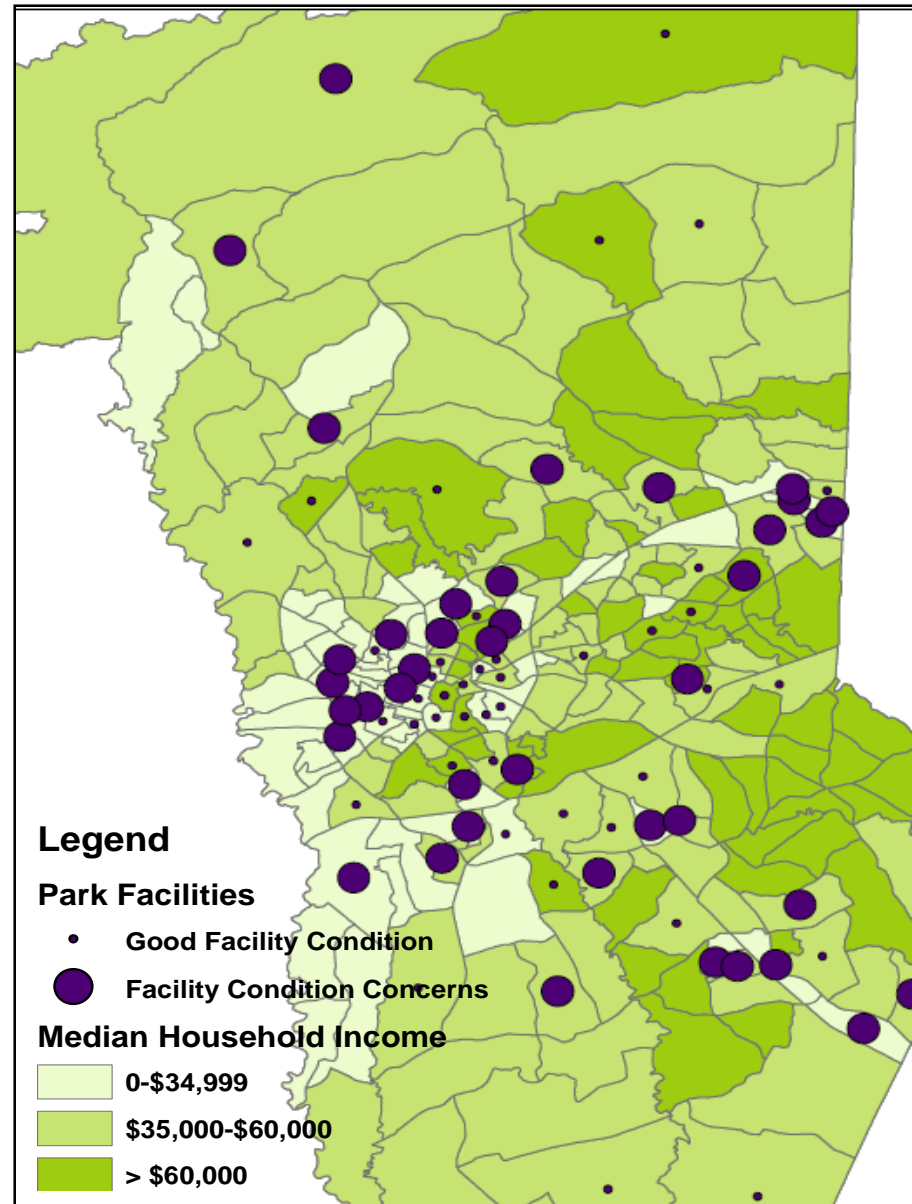 Legend
Park Facilities
Good Facility Condition
Facility Condition Concerns
Median Household Income
0-$34,999
$35,000-$60,000
> $60,000